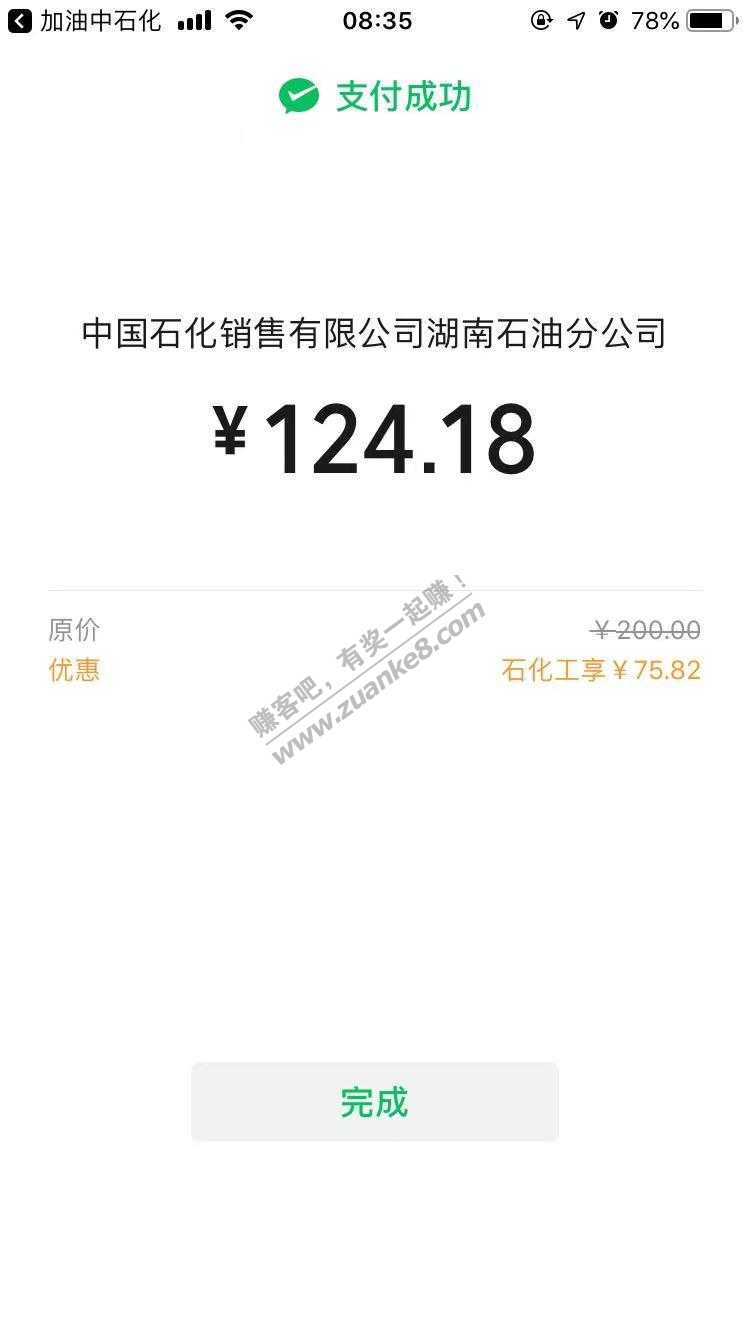 加油中石化 08:35 78%
支付成功
中国石化销售有限公司湖南石油分公司
¥124.18
原价 ¥200.00
优惠 石化工享¥75.82
赚客吧，有奖一起赚！
www.zuanke8.com
完成